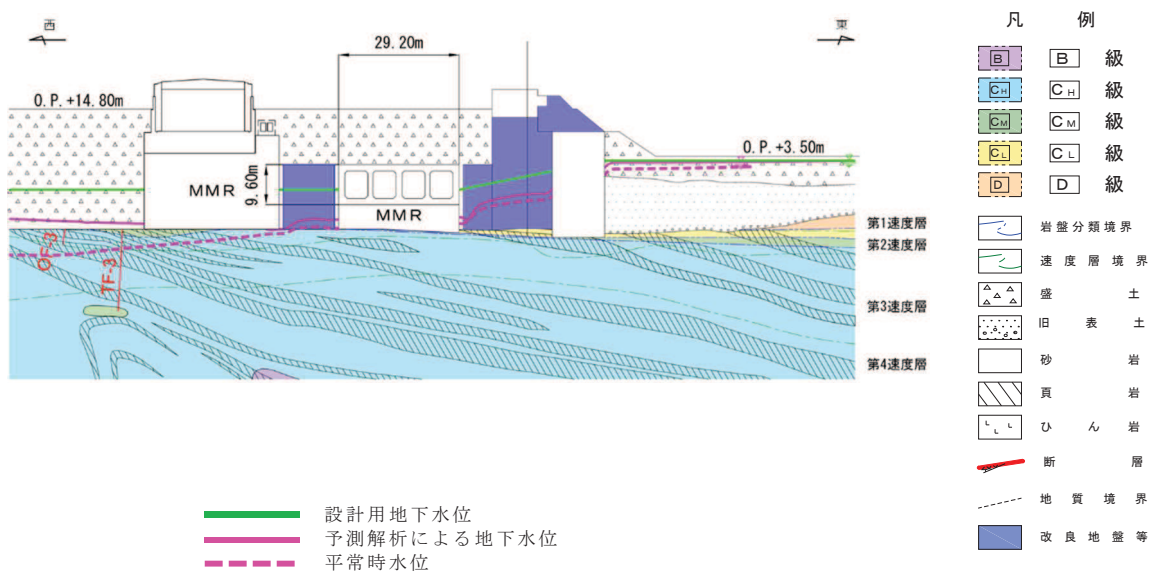 西
東
29.20m
O.P.+14.80m
O.P.+3.50m
9.60m
MMR
MMR
OF-3
TF-3
第1速度層
第2速度層
第3速度層
第4速度層
設計用地下水位
予測解析による地下水位
平常時水位
凡 例
B B 級
CH CH 級
CM CM 級
CL CL 級
D D 級
岩盤分類境界
速度層境界
盛土
旧表土
砂岩
頁岩
ひん岩
断層
地質境界
改良地盤等